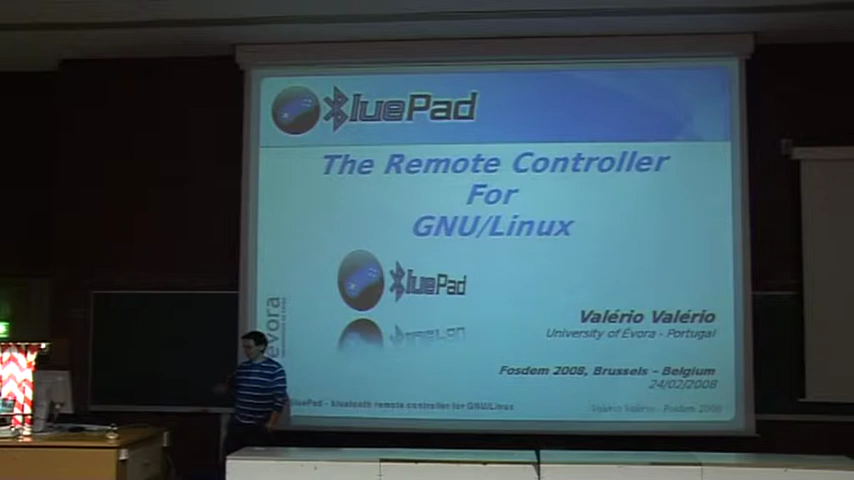 BluePad
The Remote Controller
For
GNU/Linux
BluePad
Valério Valério
University of Évora - Portugal
Fosdem 2008, Brussels - Belgium
24/02/2008
évora
BluePad - bluetooth remote controller for GNU/Linux
Valério Valério - Fosdem 2008